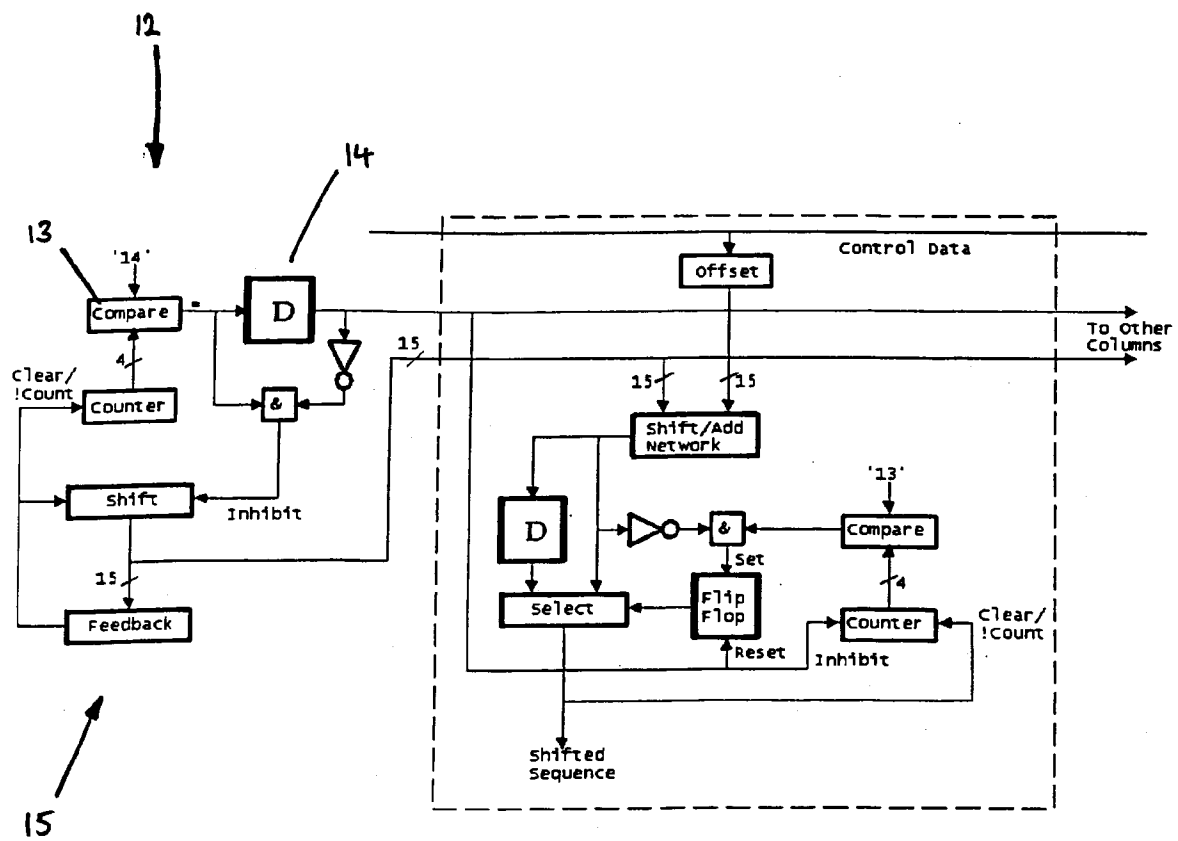 12
14
13
'14'
Control Data
Offset
Compare
=
D
15
To Other
Columns
4
Clear/
!Count
15
15
Counter
&
Shift/Add
Network
'13'
Shift
Inhibit
D
&
Compare
Set
15
4
Select
Flip
Flop
Clear/
!Count
Feedback
Counter
Reset
Inhibit
Shifted
Sequence
15